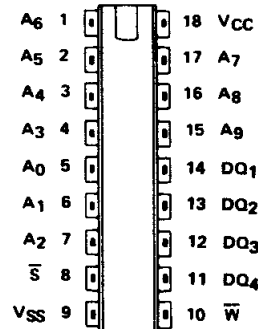 A6 1 18 VCC
A5 2 17 A7
A4 3 16 A8
A3 4 15 A9
A0 5 14 DQ1
A1 6 13 DQ2
A2 7 12 DQ3
S̅ 8 11 DQ4
VSS 9 10 W̅